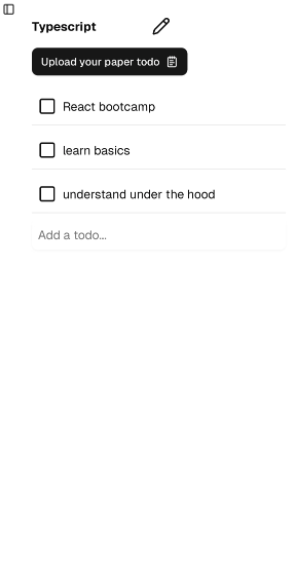 Typescript
Upload your paper todo
React bootcamp
learn basics
understand under the hood
Add a todo...